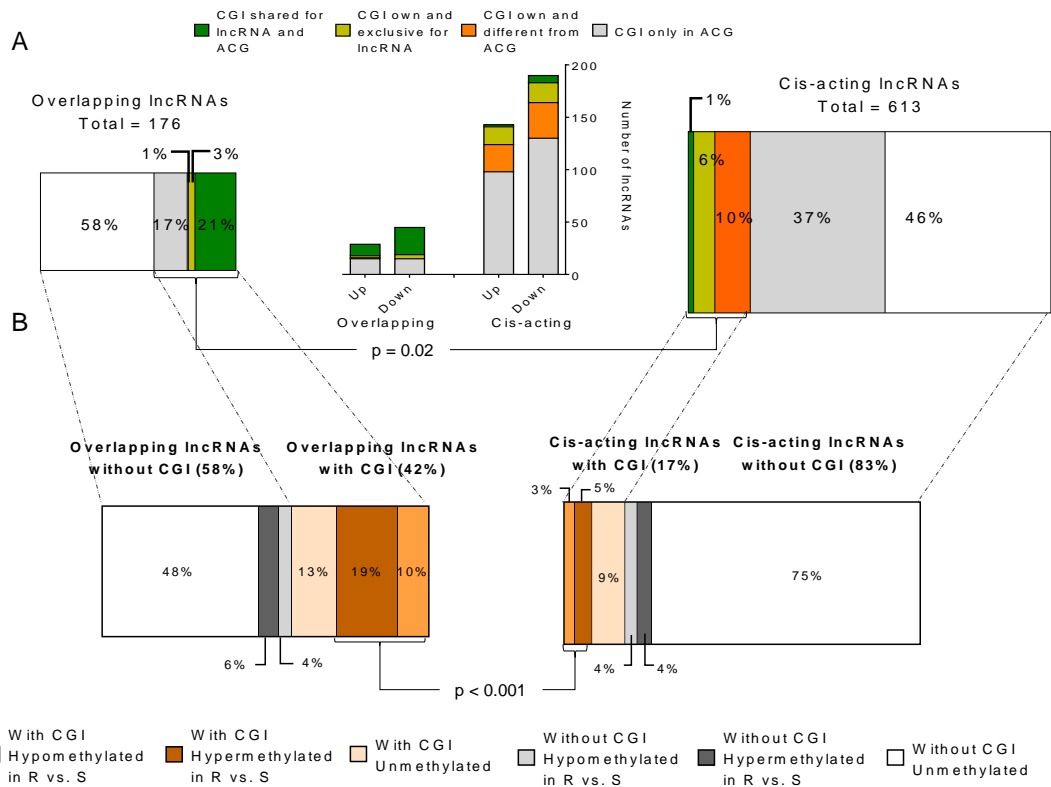 A
CGI shared for
lncRNA and
ACG
CGI own and
exclusive for
lncRNA
CGI own and
different from
ACG
CGI only in ACG
Overlapping lncRNAs
Total = 176
1%
3%
58%
17%
21%
200
150
100
50
0
Number of lncRNAs
Up
Down
Up
Down
Overlapping
Cis-acting
Cis-acting lncRNAs
Total = 613
1%
6%
10%
37%
46%
B
p = 0.02
Overlapping lncRNAs
without CGI (58%)
Overlapping lncRNAs
with CGI (42%)
Cis-acting lncRNAs
with CGI (17%)
Cis-acting lncRNAs
without CGI (83%)
48%
13%
19%
10%
6%
4%
3%
5%
9%
75%
4%
4%
p < 0.001
With CGI
Hypomethylated
in R vs. S
With CGI
Hypermethylated
in R vs. S
With CGI
Unmethylated
Without CGI
Hypomethylated
in R vs. S
Without CGI
Hypermethylated
in R vs. S
Without CGI
Unmethylated